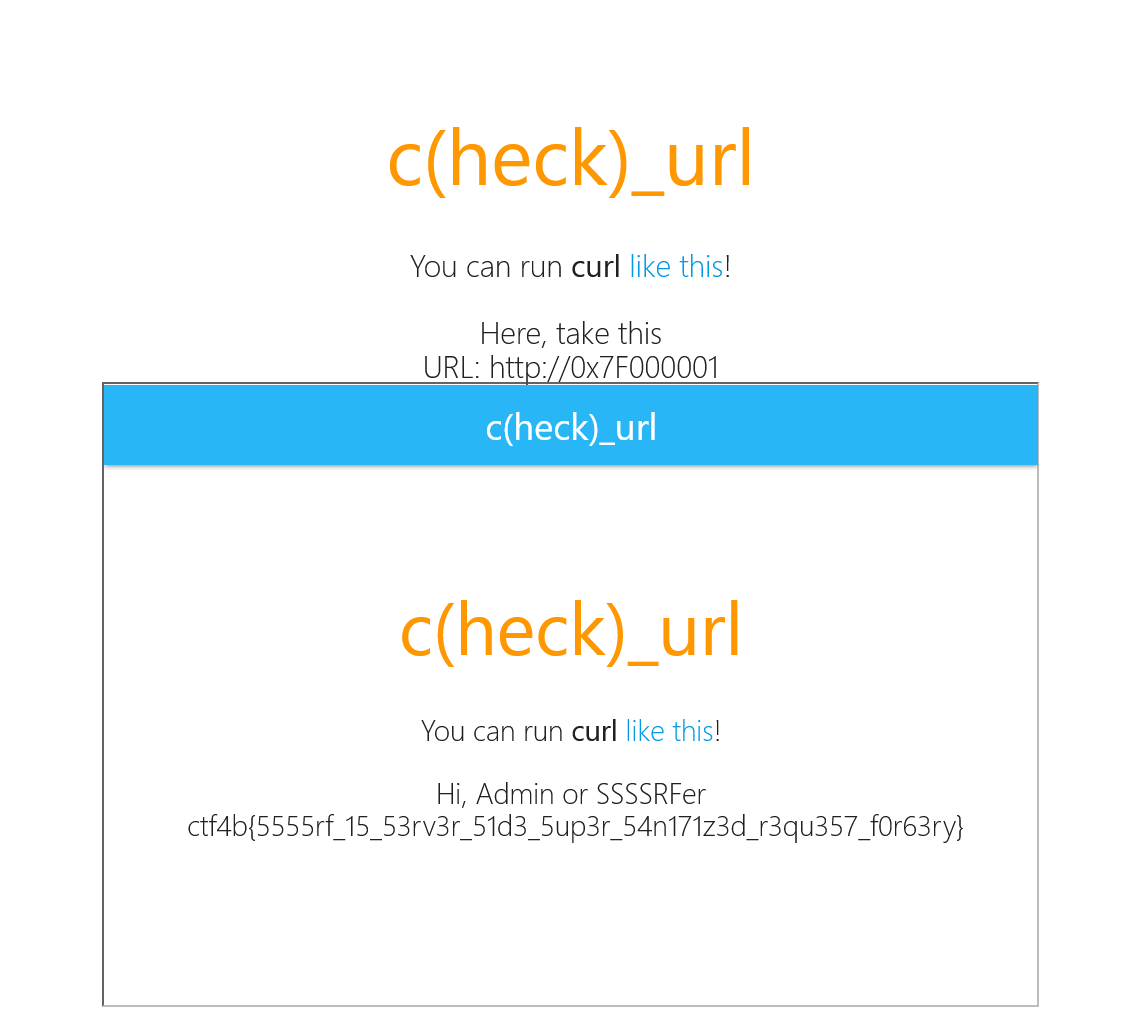 c(heck)_url
You can run curl like this!
Here, take this
URL: http://0x7F000001
c(heck)_url
c(heck)_url
You can run curl like this!
Hi, Admin or SSSSRFer
ctf4b{5555rf_15_53rv3r_51d3_5up3r_54n171z3d_r3qu357_f0r63ry}